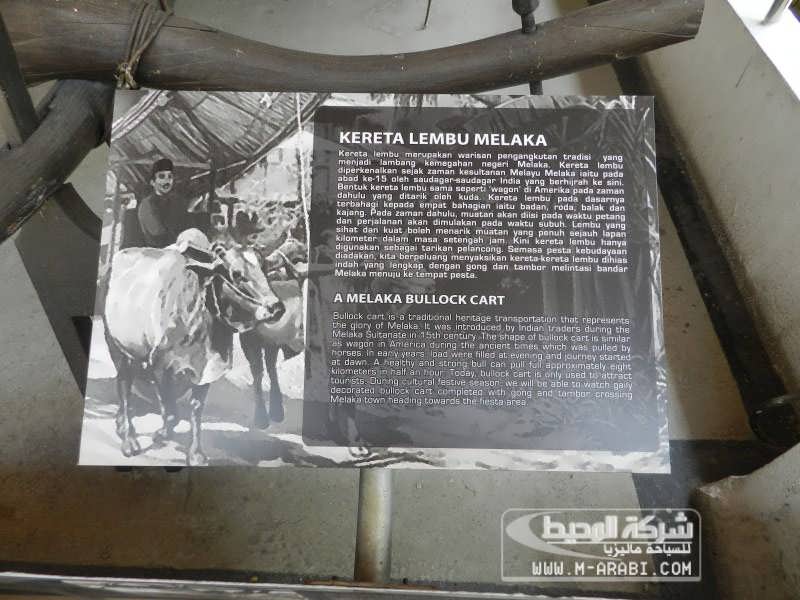 KERETA LEMBU MELAKA
Kereta lembu merupakan warisan pengangkutan tradisi yang
menjadi lambang kemegahan negeri Melaka. Kereta lembu
diperkenalkan sejak zaman kesultanan Melayu Melaka iaitu pada
abad ke-15 oleh saudagar-saudagar India yang berhijrah ke sini.
Bentuk kereta lembu sama seperti 'wagon' di Amerika pada zaman
dahulu yang ditarik oleh kuda. Kereta lembu pada dasarnya
terbahagi kepada empat bahagian iaitu badan, roda, balak dan
kajang. Pada zaman dahulu, muatan akan diisi pada waktu petang
dan perjalanan akan dimulakan pada waktu subuh. Lembu yang
sihat dan kuat boleh menarik muatan yang penuh sejauh lapan
kilometer dalam masa setengah jam. Kini kereta lembu hanya
digunakan sebagai tarikan pelancong. Semasa pesta kebudayaan
diadakan, kita berpeluang menyaksikan kereta-kereta lembu dihias
indah yang lengkap dengan gong dan tambor melintasi bandar
Melaka menuju ke tempat pesta.
A MELAKA BULLOCK CART
Bullock cart is a traditional heritage transportation that represents
the glory of Melaka. It was introduced by Indian traders during the
Melaka Sultanate in 15th century. The shape of bullock cart is similar
as wagon in America during the ancient times which was pulled by
horses. In early years, load were filled at evening and journey started
at dawn. A healthy and strong bull can pull full approximately eight
kilometers in half an hour. Today, bullock cart is only used to attract
tourists. During cultural festive season, we will be able to watch gaily
decorated bullock cart completed with gong and tambor crossing
Melaka town heading towards the fiesta area.
شركة الوحيد
للسياحة ماليزيا
WWW.M-ARABI.COM